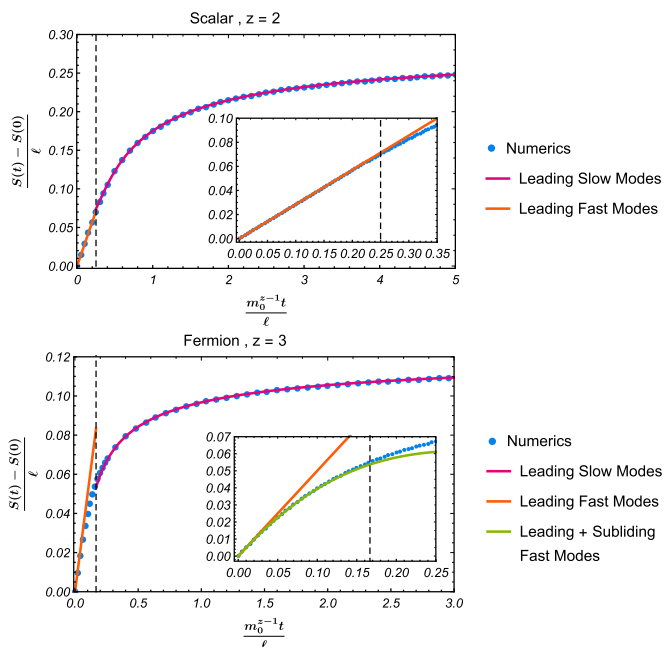 Scalar , z = 2
0.30
0.25
0.20
0.15
0.10
0.05
0.00
S(t) − S(0)
ℓ
0.10
0.08
0.06
0.04
0.02
0.00
0.00 0.05 0.10 0.15 0.20 0.25 0.30 0.35
0 1 2 3 4 5
m₀^{z−1}t
ℓ
Numerics
Leading Slow Modes
Leading Fast Modes
Fermion , z = 3
0.12
0.10
0.08
0.06
0.04
0.02
0.00
S(t) − S(0)
ℓ
0.07
0.06
0.05
0.04
0.03
0.02
0.01
0.00
0.00 0.05 0.10 0.15 0.20 0.25
0.0 0.5 1.0 1.5 2.0 2.5 3.0
m₀^{z−1}t
ℓ
Numerics
Leading Slow Modes
Leading Fast Modes
Leading + Subliding
Fast Modes